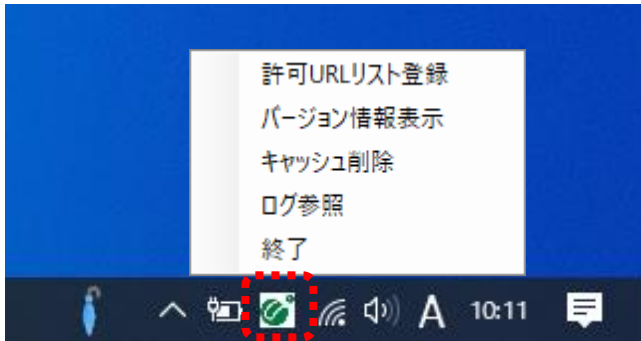 許可URLリスト登録
バージョン情報表示
キャッシュ削除
ログ参照
終了
A 10:11